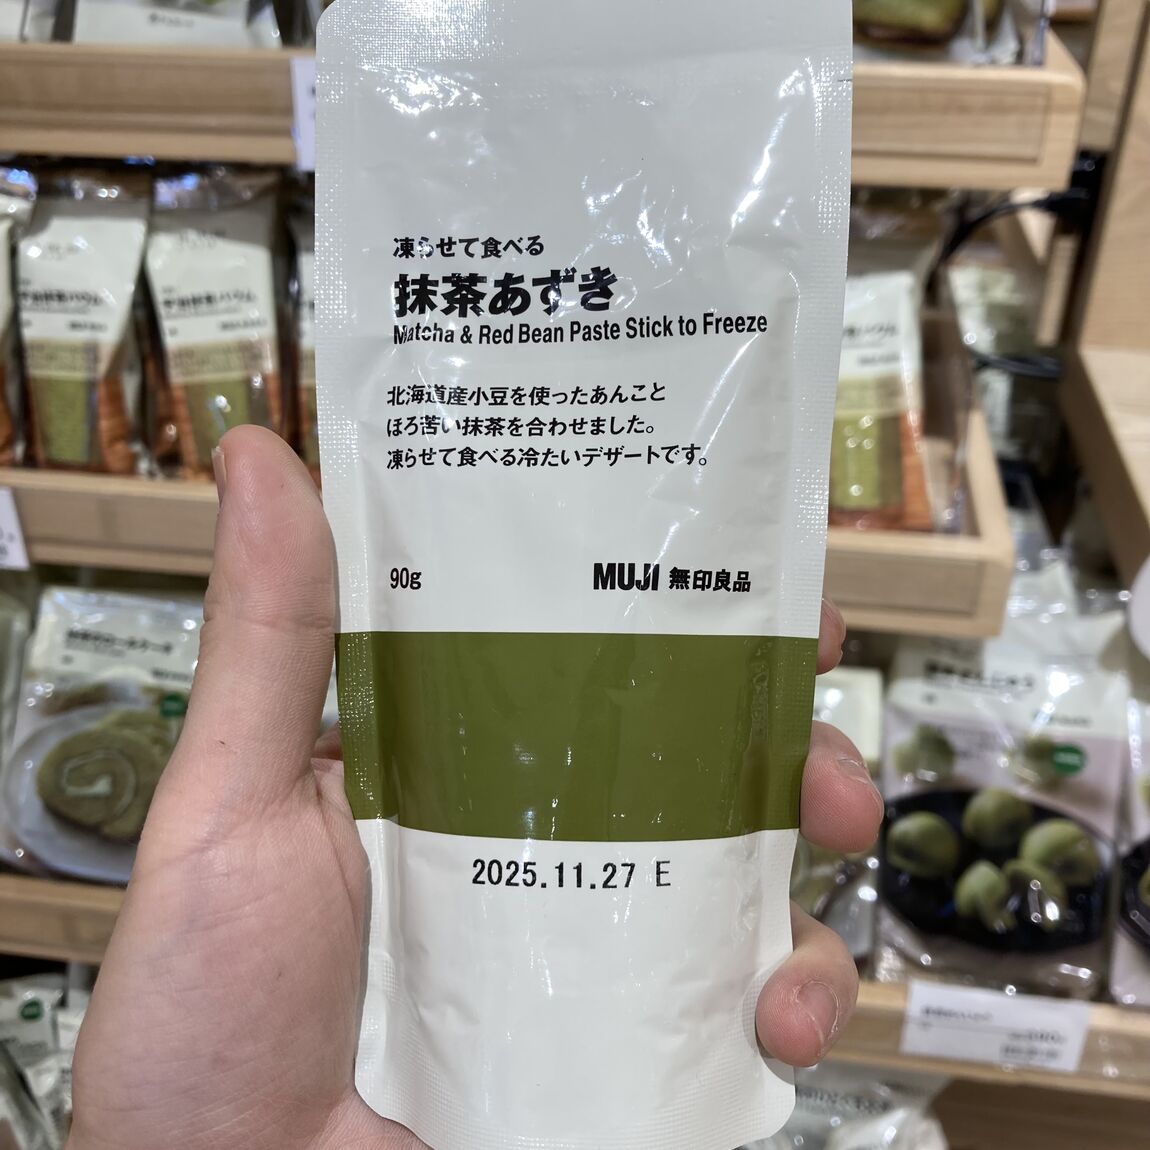 凍らせて食べる
抹茶あずき
Matcha & Red Bean Paste Stick to Freeze
北海道産小豆を使ったあんこと
ほろ苦い抹茶を合わせました。
凍らせて食べる冷たいデザートです。
90g
MUJI 無印良品
2025.11.27 E